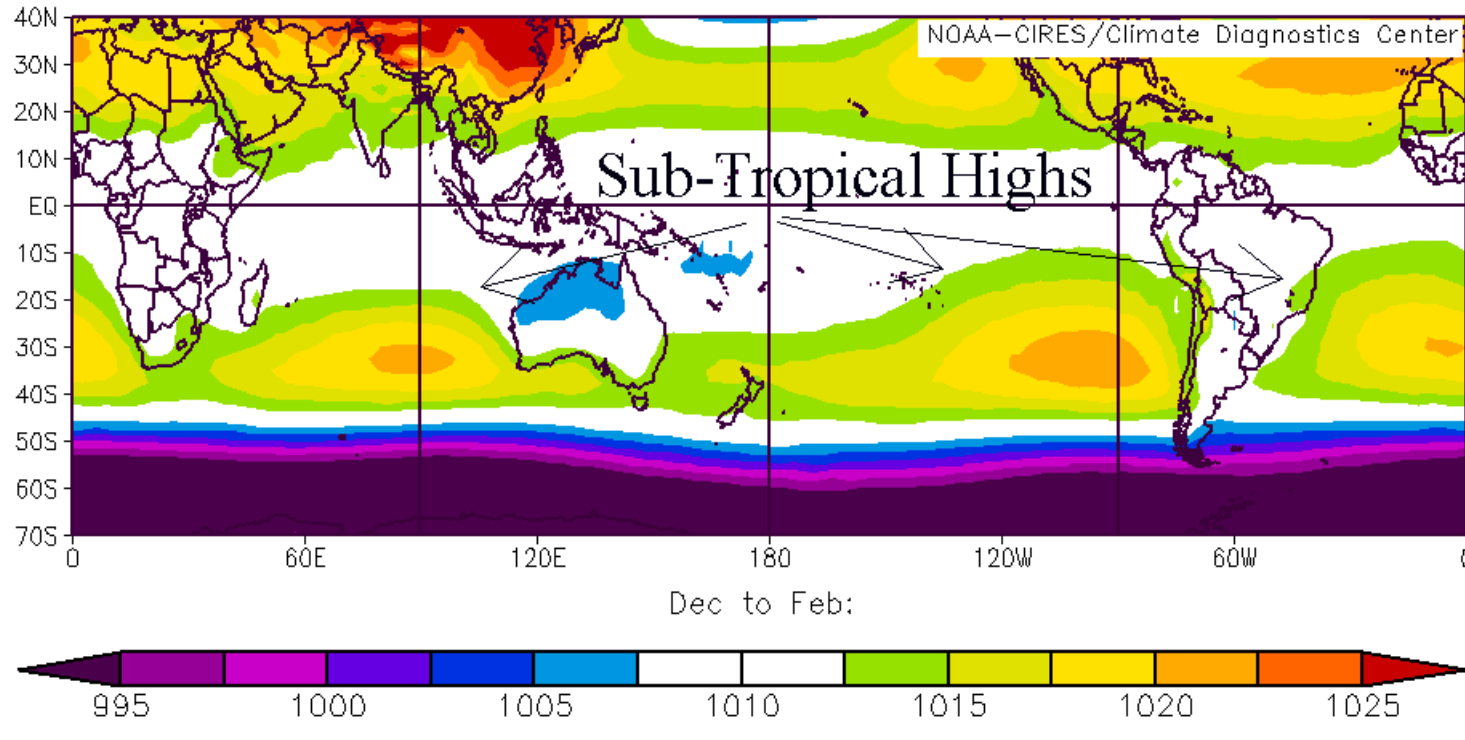 40N
NOAA-CIRES/Climate Diagnostics Center
30N
20N
10N
Sub-Tropical Highs
EQ
10S
20S
30S
40S
50S
60S
70S
0 60E 120E 180 120W 60W 0
Dec to Feb:
995 1000 1005 1010 1015 1020 1025